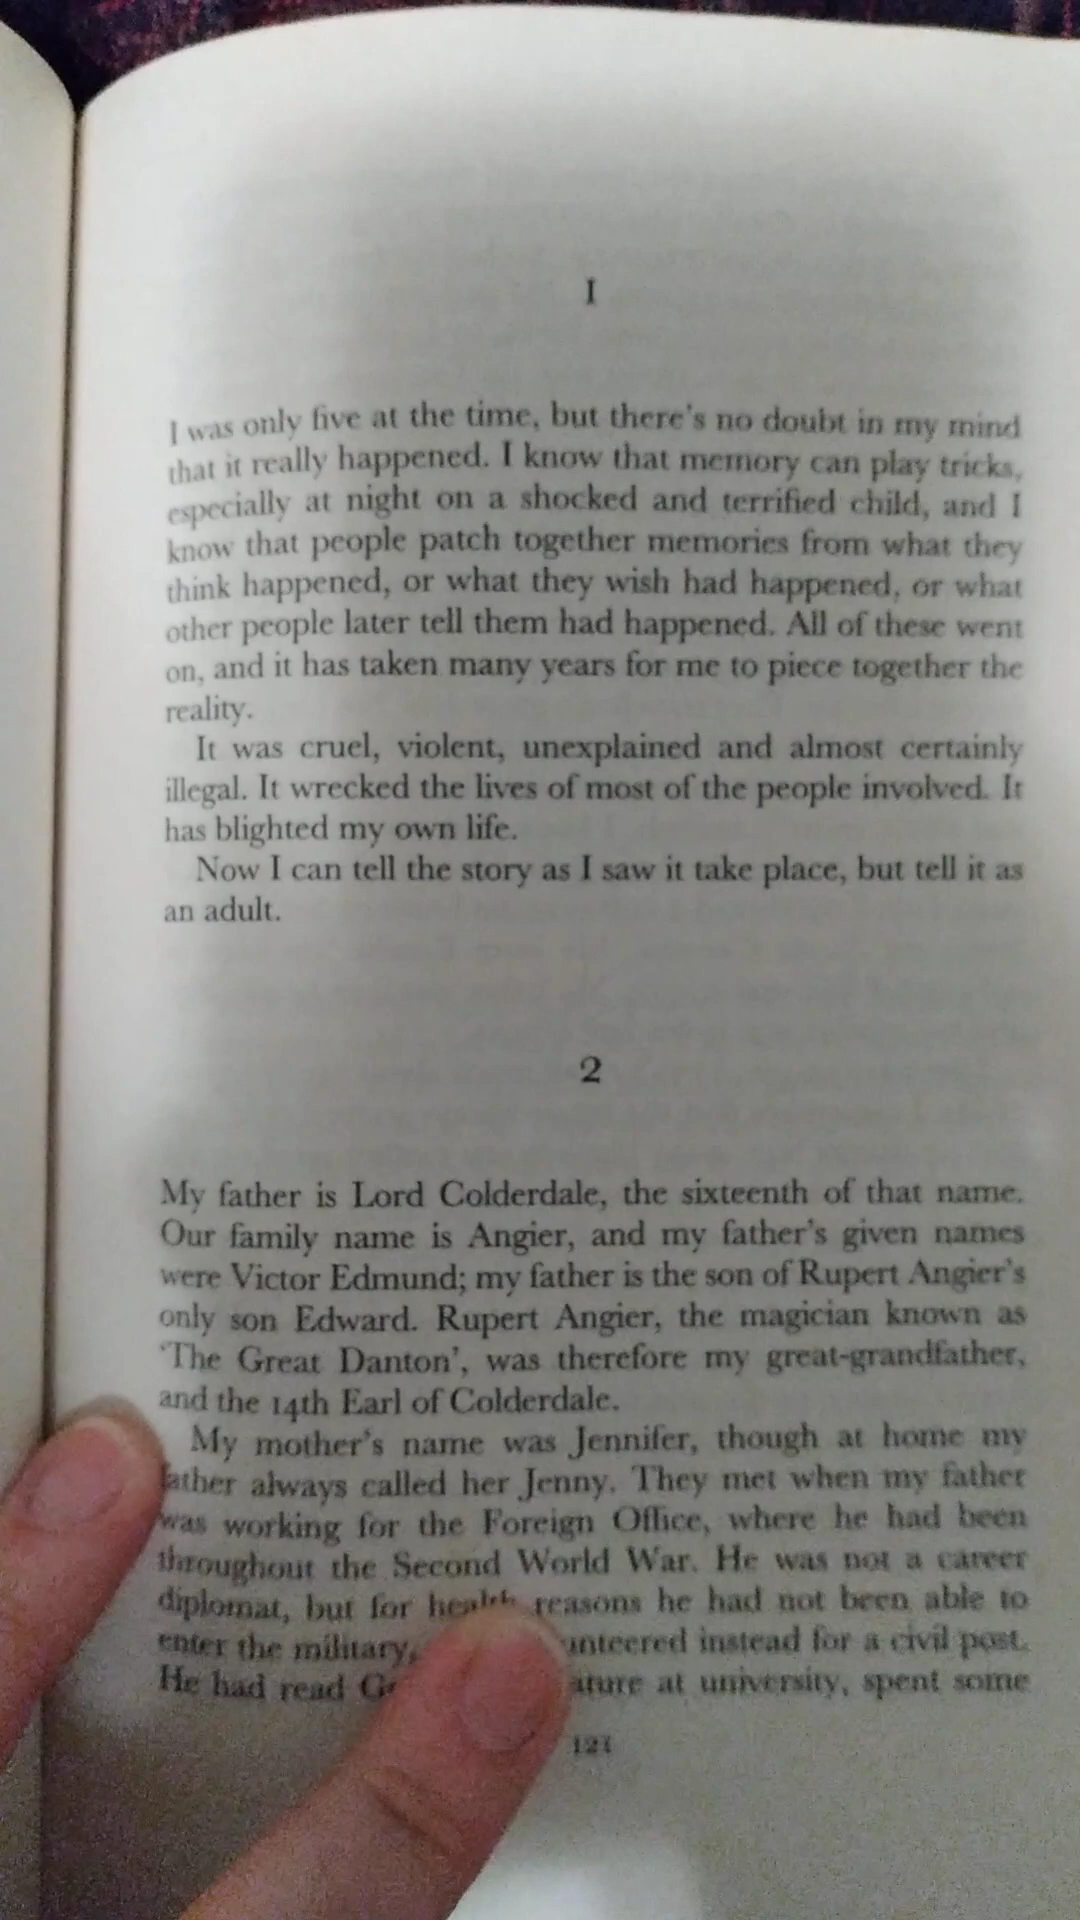 1
I was only five at the time, but there's no doubt in my mind
that it really happened. I know that memory can play tricks,
especially at night on a shocked and terrified child, and I
know that people patch together memories from what they
think happened, or what they wish had happened, or what
other people later tell them had happened. All of these went
on, and it has taken many years for me to piece together the
reality.
It was cruel, violent, unexplained and almost certainly
illegal. It wrecked the lives of most of the people involved. It
has blighted my own life.
Now I can tell the story as I saw it take place, but tell it as
an adult.
2
My father is Lord Colderdale, the sixteenth of that name.
Our family name is Angier, and my father's given names
were Victor Edmund; my father is the son of Rupert Angier's
only son Edward. Rupert Angier, the magician known as
'The Great Danton', was therefore my great-grandfather,
and the 14th Earl of Colderdale.
My mother's name was Jennifer, though at home my
father always called her Jenny. They met when my father
was working for the Foreign Office, where he had been
throughout the Second World War. He was not a career
diplomat, but for health reasons he had not been able to
enter the military, instead for a civil post.
He had read at university, spent some
121